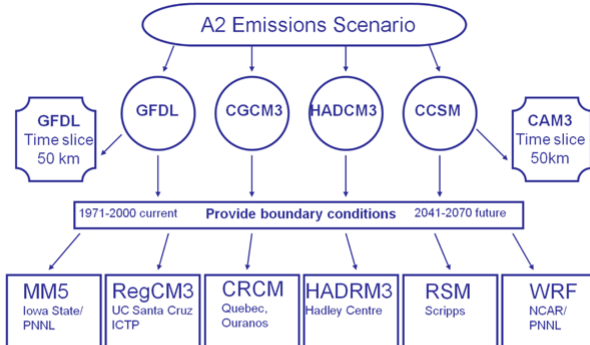 A2 Emissions Scenario
GFDL
CGCM3
HADCM3
CCSM
GFDL
Time slice
50 km
CAM3
Time slice
50km
1971-2000 current
Provide boundary conditions
2041-2070 future
MM5
Iowa State/
PNNL
RegCM3
UC Santa Cruz
ICTP
CRCM
Quebec,
Ouranos
HADRM3
Hadley Centre
RSM
Scripps
WRF
NCAR/
PNNL